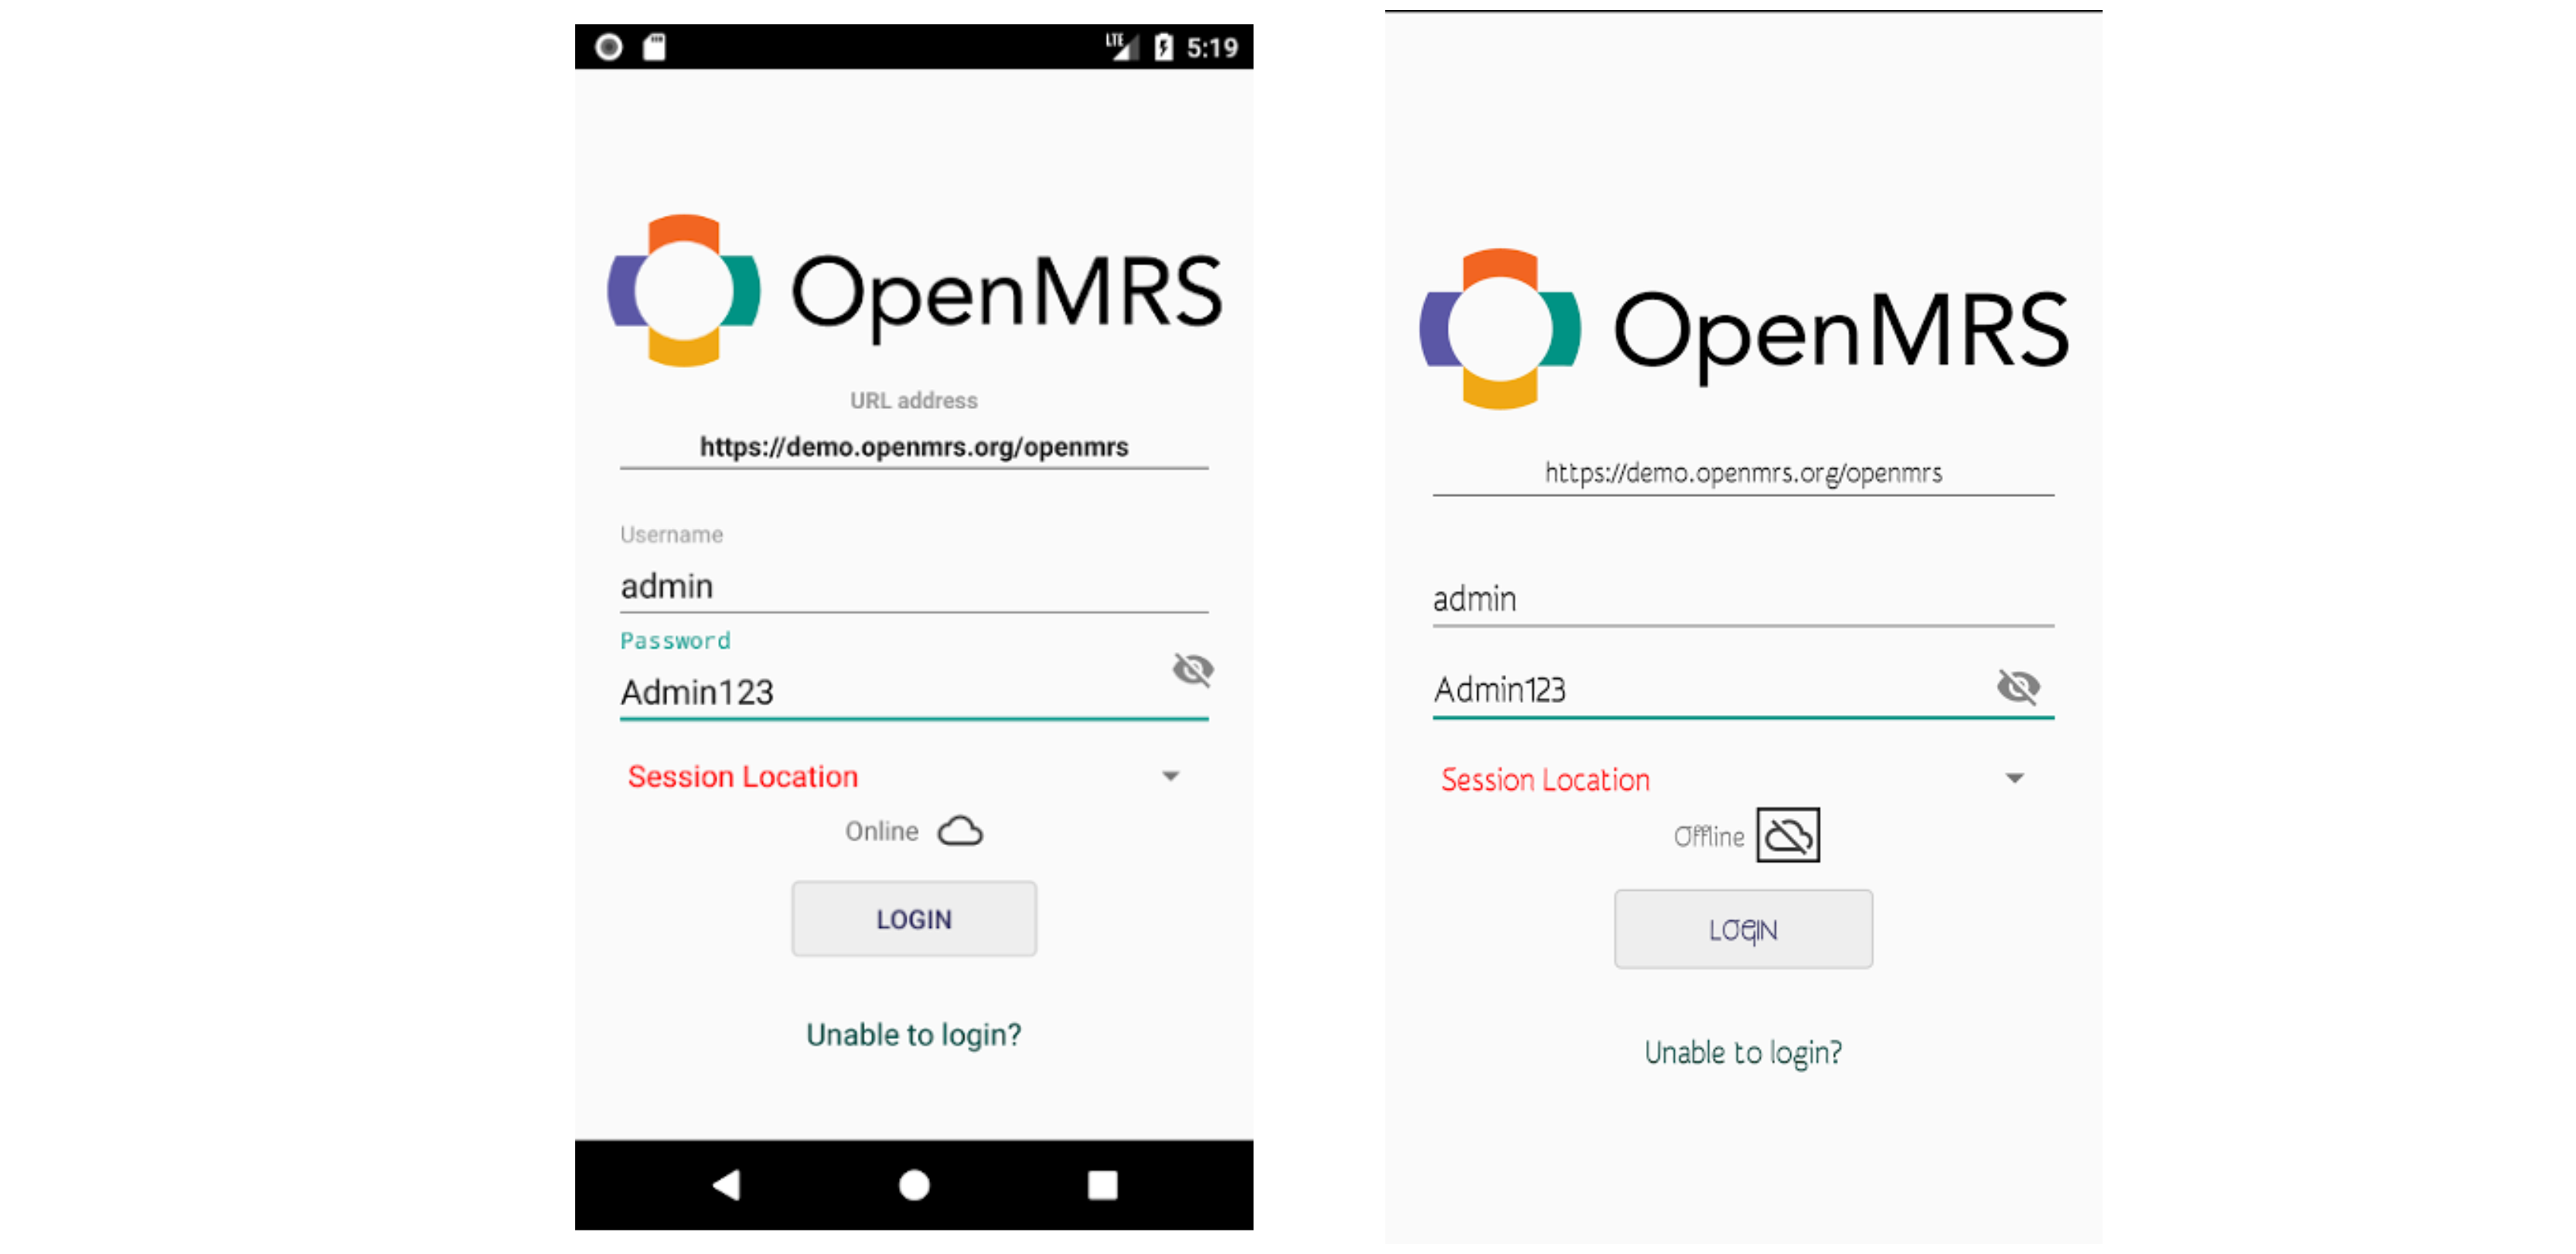 LTE 5:19
OpenMRS
URL address
https://demo.openmrs.org/openmrs
Username
admin
Password
Admin123
Session Location
Online
LOGIN
Unable to login?
OpenMRS
https://demo.openmrs.org/openmrs
admin
Admin123
Session Location
Offline
LOGIN
Unable to login?